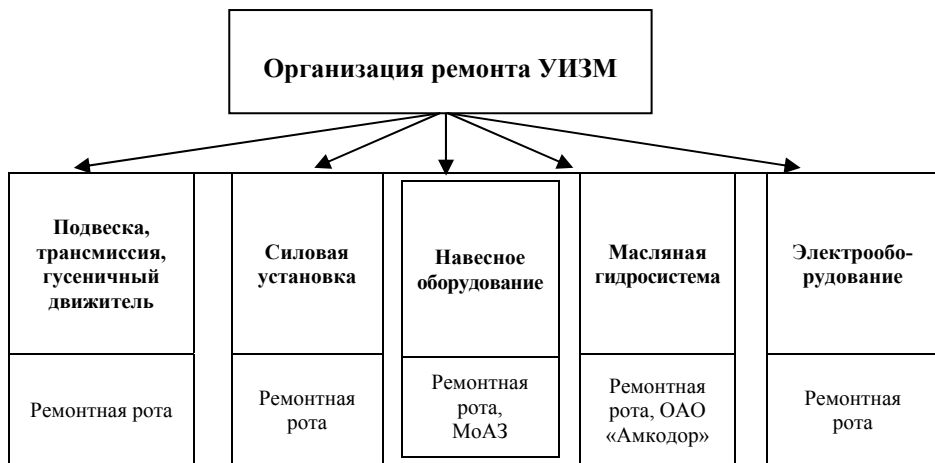 Организация ремонта УИЗМ
Подвеска,
трансмиссия,
гусеничный
движитель
Силовая
установка
Навесное
оборудование
Масляная
гидросистема
Электрообо-
рудование
Ремонтная рота
Ремонтная
рота
Ремонтная
рота,
МоАЗ
Ремонтная
рота, ОАО
«Амкодор»
Ремонтная
рота